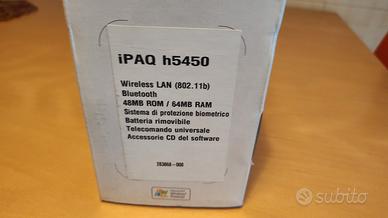 iPAQ h5450
Wireless LAN (802.11b)
Bluetooth
48MB ROM / 64MB RAM
Sistema di protezione biometrico
Batteria rimovibile
Telecomando universale
Accessorie CD del software
subito